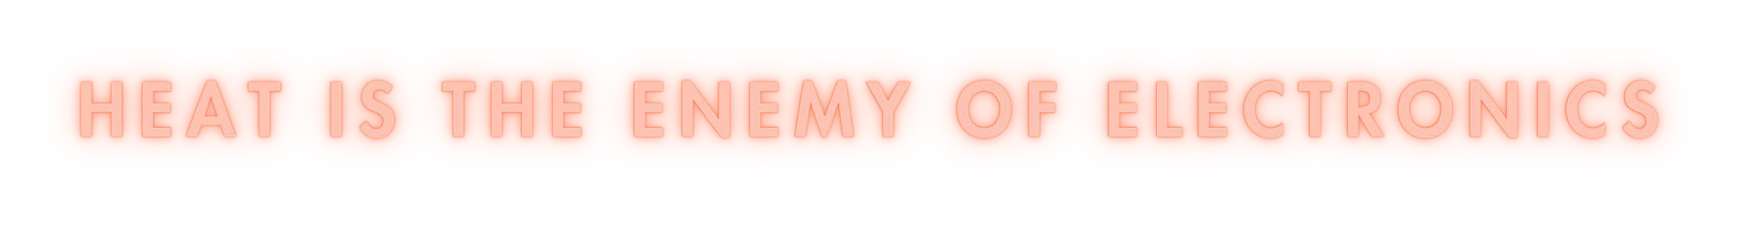 HEAT IS THE ENEMY OF ELECTRONICS